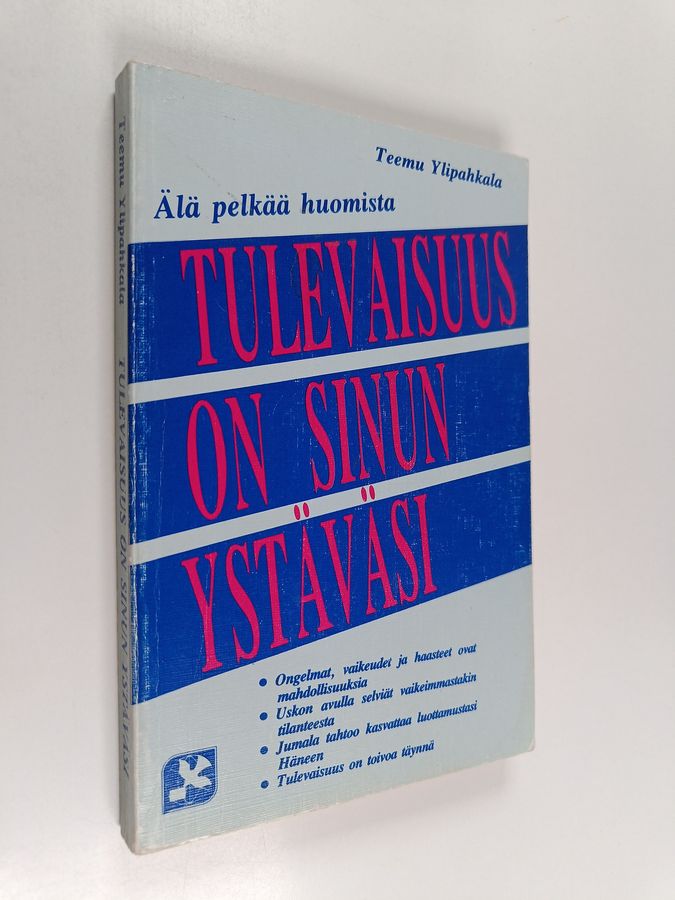 Teemu Ylipahkala
Älä pelkää huomista
TULEVAISUUS
ON SINUN
YSTÄVÄSI
• Ongelmat, vaikeudet ja haasteet ovat
mahdollisuuksia
• Uskon avulla selviät vaikeimmastakin
tilanteesta
• Jumala tahtoo kasvattaa luottamustasi
Häneen
• Tulevaisuus on toivoa täynnä
Teemu Ylipahkala TULEVAISUUS ON SINUN YSTÄVÄSI